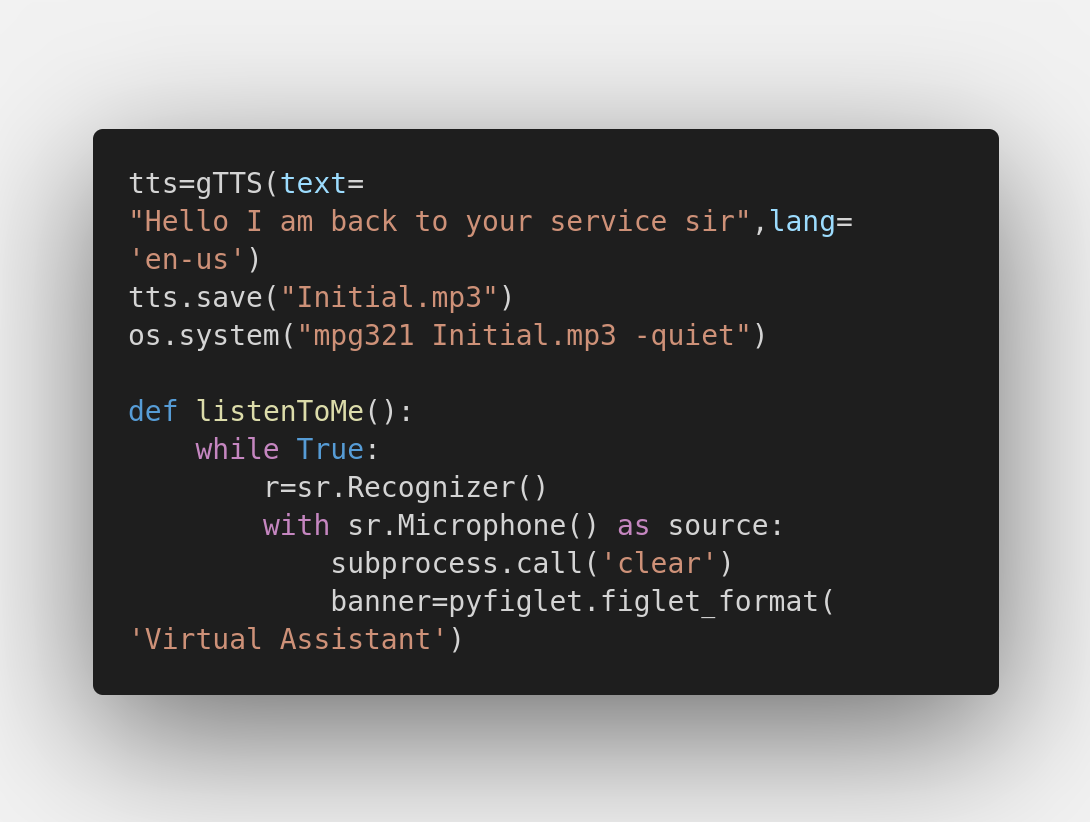 tts=gTTS(text=
"Hello I am back to your service sir",lang=
'en-us')
tts.save("Initial.mp3")
os.system("mpg321 Initial.mp3 -quiet")

def listenToMe():
    while True:
        r=sr.Recognizer()
        with sr.Microphone() as source:
            subprocess.call('clear')
            banner=pyfiglet.figlet_format(
'Virtual Assistant')